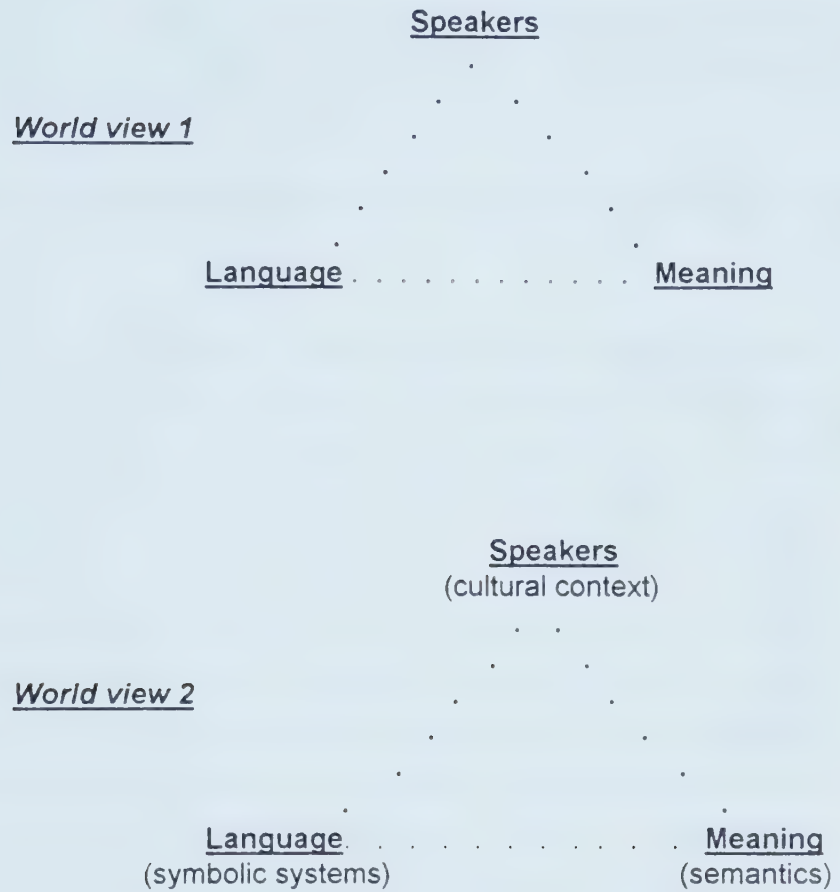 Speakers
World view 1
Language . . . . . . . . . . . Meaning
Speakers
(cultural context)
World view 2
Language. . . . . . . . . . . . Meaning
(symbolic systems) (semantics)